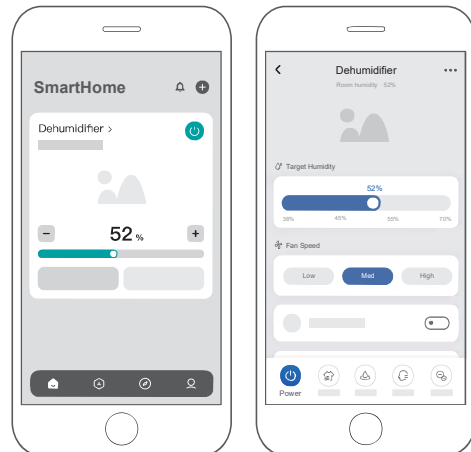 SmartHome
Dehumidifier >
52 %
Dehumidifier
Room humidity · 52%
Target Humidity
52%
38% 45% 55% 70%
Fan Speed
Low Med High
Power